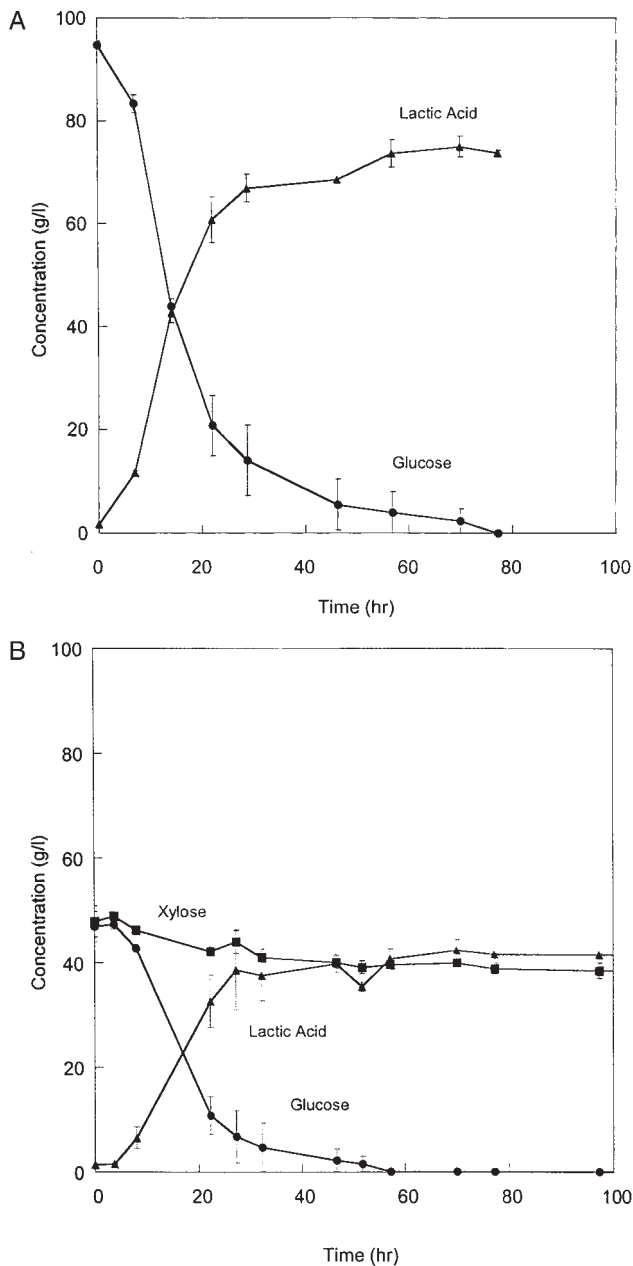 A
100
80
60
40
20
0
Concentration (g/l)
Lactic Acid
Glucose
0 20 40 60 80 100
Time (hr)
B
100
80
60
40
20
0
Concentration (g/l)
Xylose
Lactic Acid
Glucose
0 20 40 60 80 100
Time (hr)